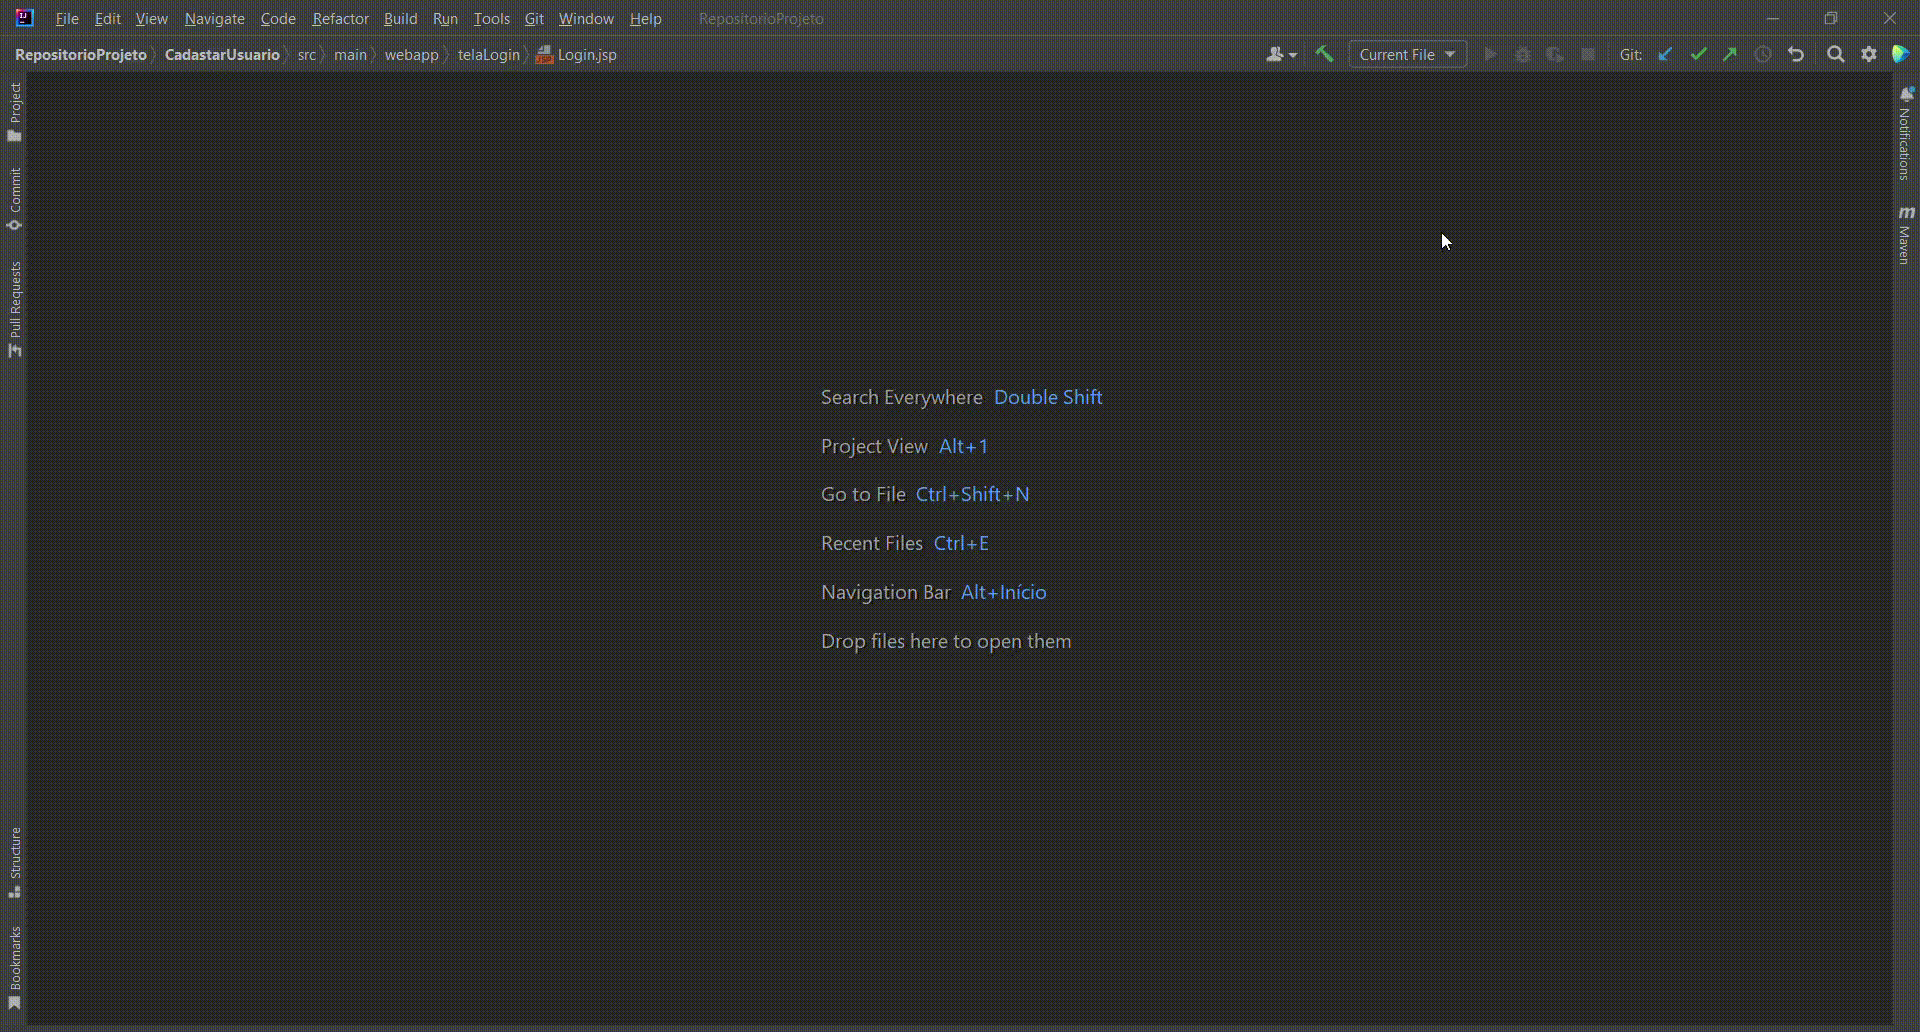 File Edit View Navigate Code Refactor Build Run Tools Git Window Help RepositorioProjeto
RepositorioProjeto CadastarUsuario src main webapp telaLogin Login.jsp Current File Git:
Project
Commit
Pull Requests
Structure
Bookmarks
Search Everywhere Double Shift
Project View Alt+1
Go to File Ctrl+Shift+N
Recent Files Ctrl+E
Navigation Bar Alt+Início
Drop files here to open them
Notifications
m Maven